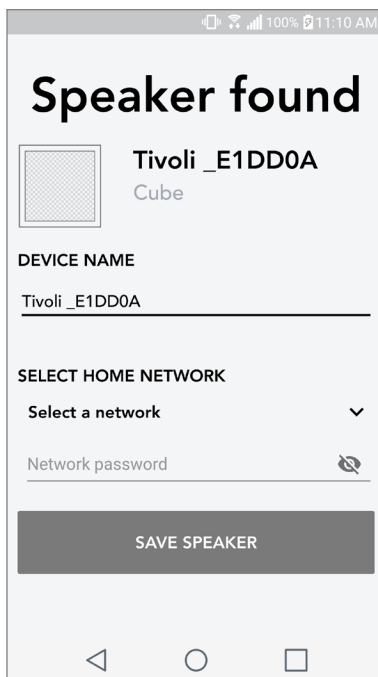 100% 11:10 AM
Speaker found
Tivoli _E1DD0A
Cube
DEVICE NAME
Tivoli _E1DD0A
SELECT HOME NETWORK
Select a network
Network password
SAVE SPEAKER